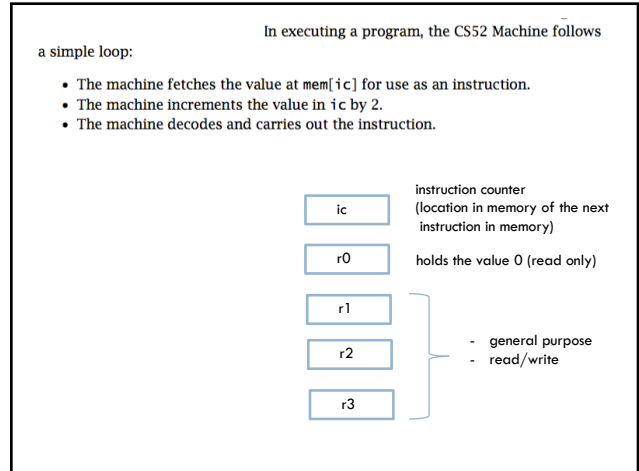 In executing a program, the CS52 Machine follows
a simple loop:
• The machine fetches the value at mem[ic] for use as an instruction.
• The machine increments the value in ic by 2.
• The machine decodes and carries out the instruction.
ic
instruction counter
(location in memory of the next
instruction in memory)
r0
holds the value 0 (read only)
r1
r2
- general purpose
- read/write
r3